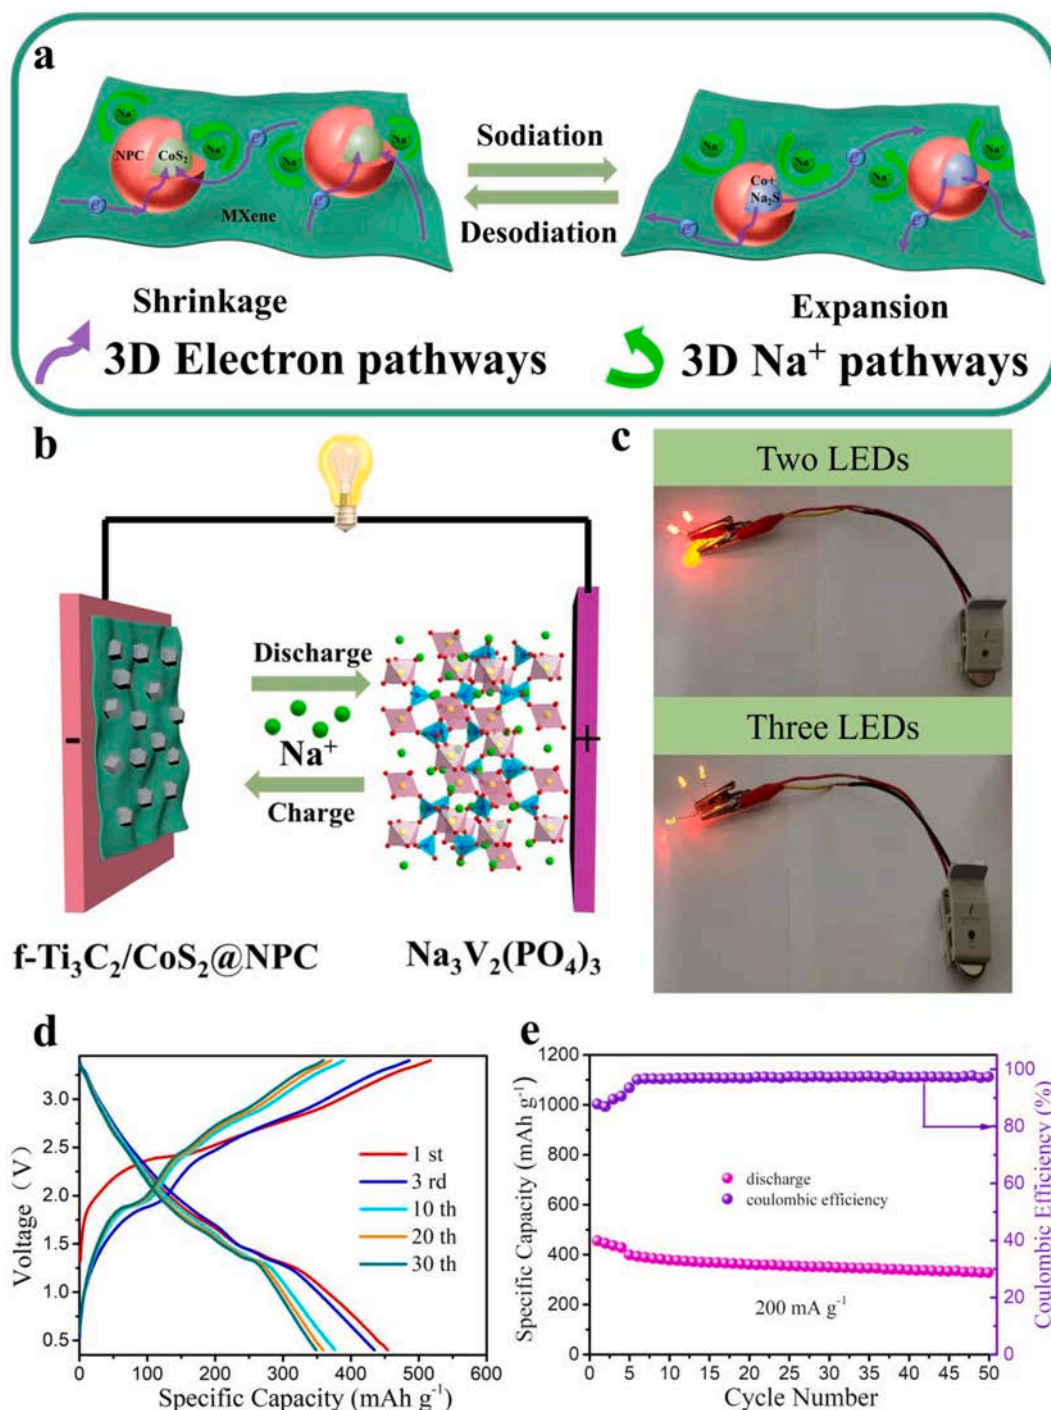 a
Na⁺
Na⁺
Na⁺
Na⁺
NPC
CoS₂
e⁻
e⁻
MXene
Sodiation
Desodiation
Na⁺
Na⁺
Na⁺
Na⁺
Co+
Na₂S
e⁻
e⁻
Shrinkage
Expansion
3D Electron pathways
3D Na⁺ pathways
b
Discharge
Na⁺
Charge
-
+
f-Ti₃C₂/CoS₂@NPC
Na₃V₂(PO₄)₃
c
Two LEDs
Three LEDs
d
Voltage (V)
3.0
2.5
2.0
1.5
1.0
0.5
1 st
3 rd
10 th
20 th
30 th
0 100 200 300 400 500 600
Specific Capacity (mAh g⁻¹)
e
Specific Capacity (mAh g⁻¹)
1200
1000
800
600
400
200
0
discharge
coulombic efficiency
200 mA g⁻¹
100
80
60
40
20
0
Coulombic Efficiency (%)
0 5 10 15 20 25 30 35 40 45 50
Cycle Number